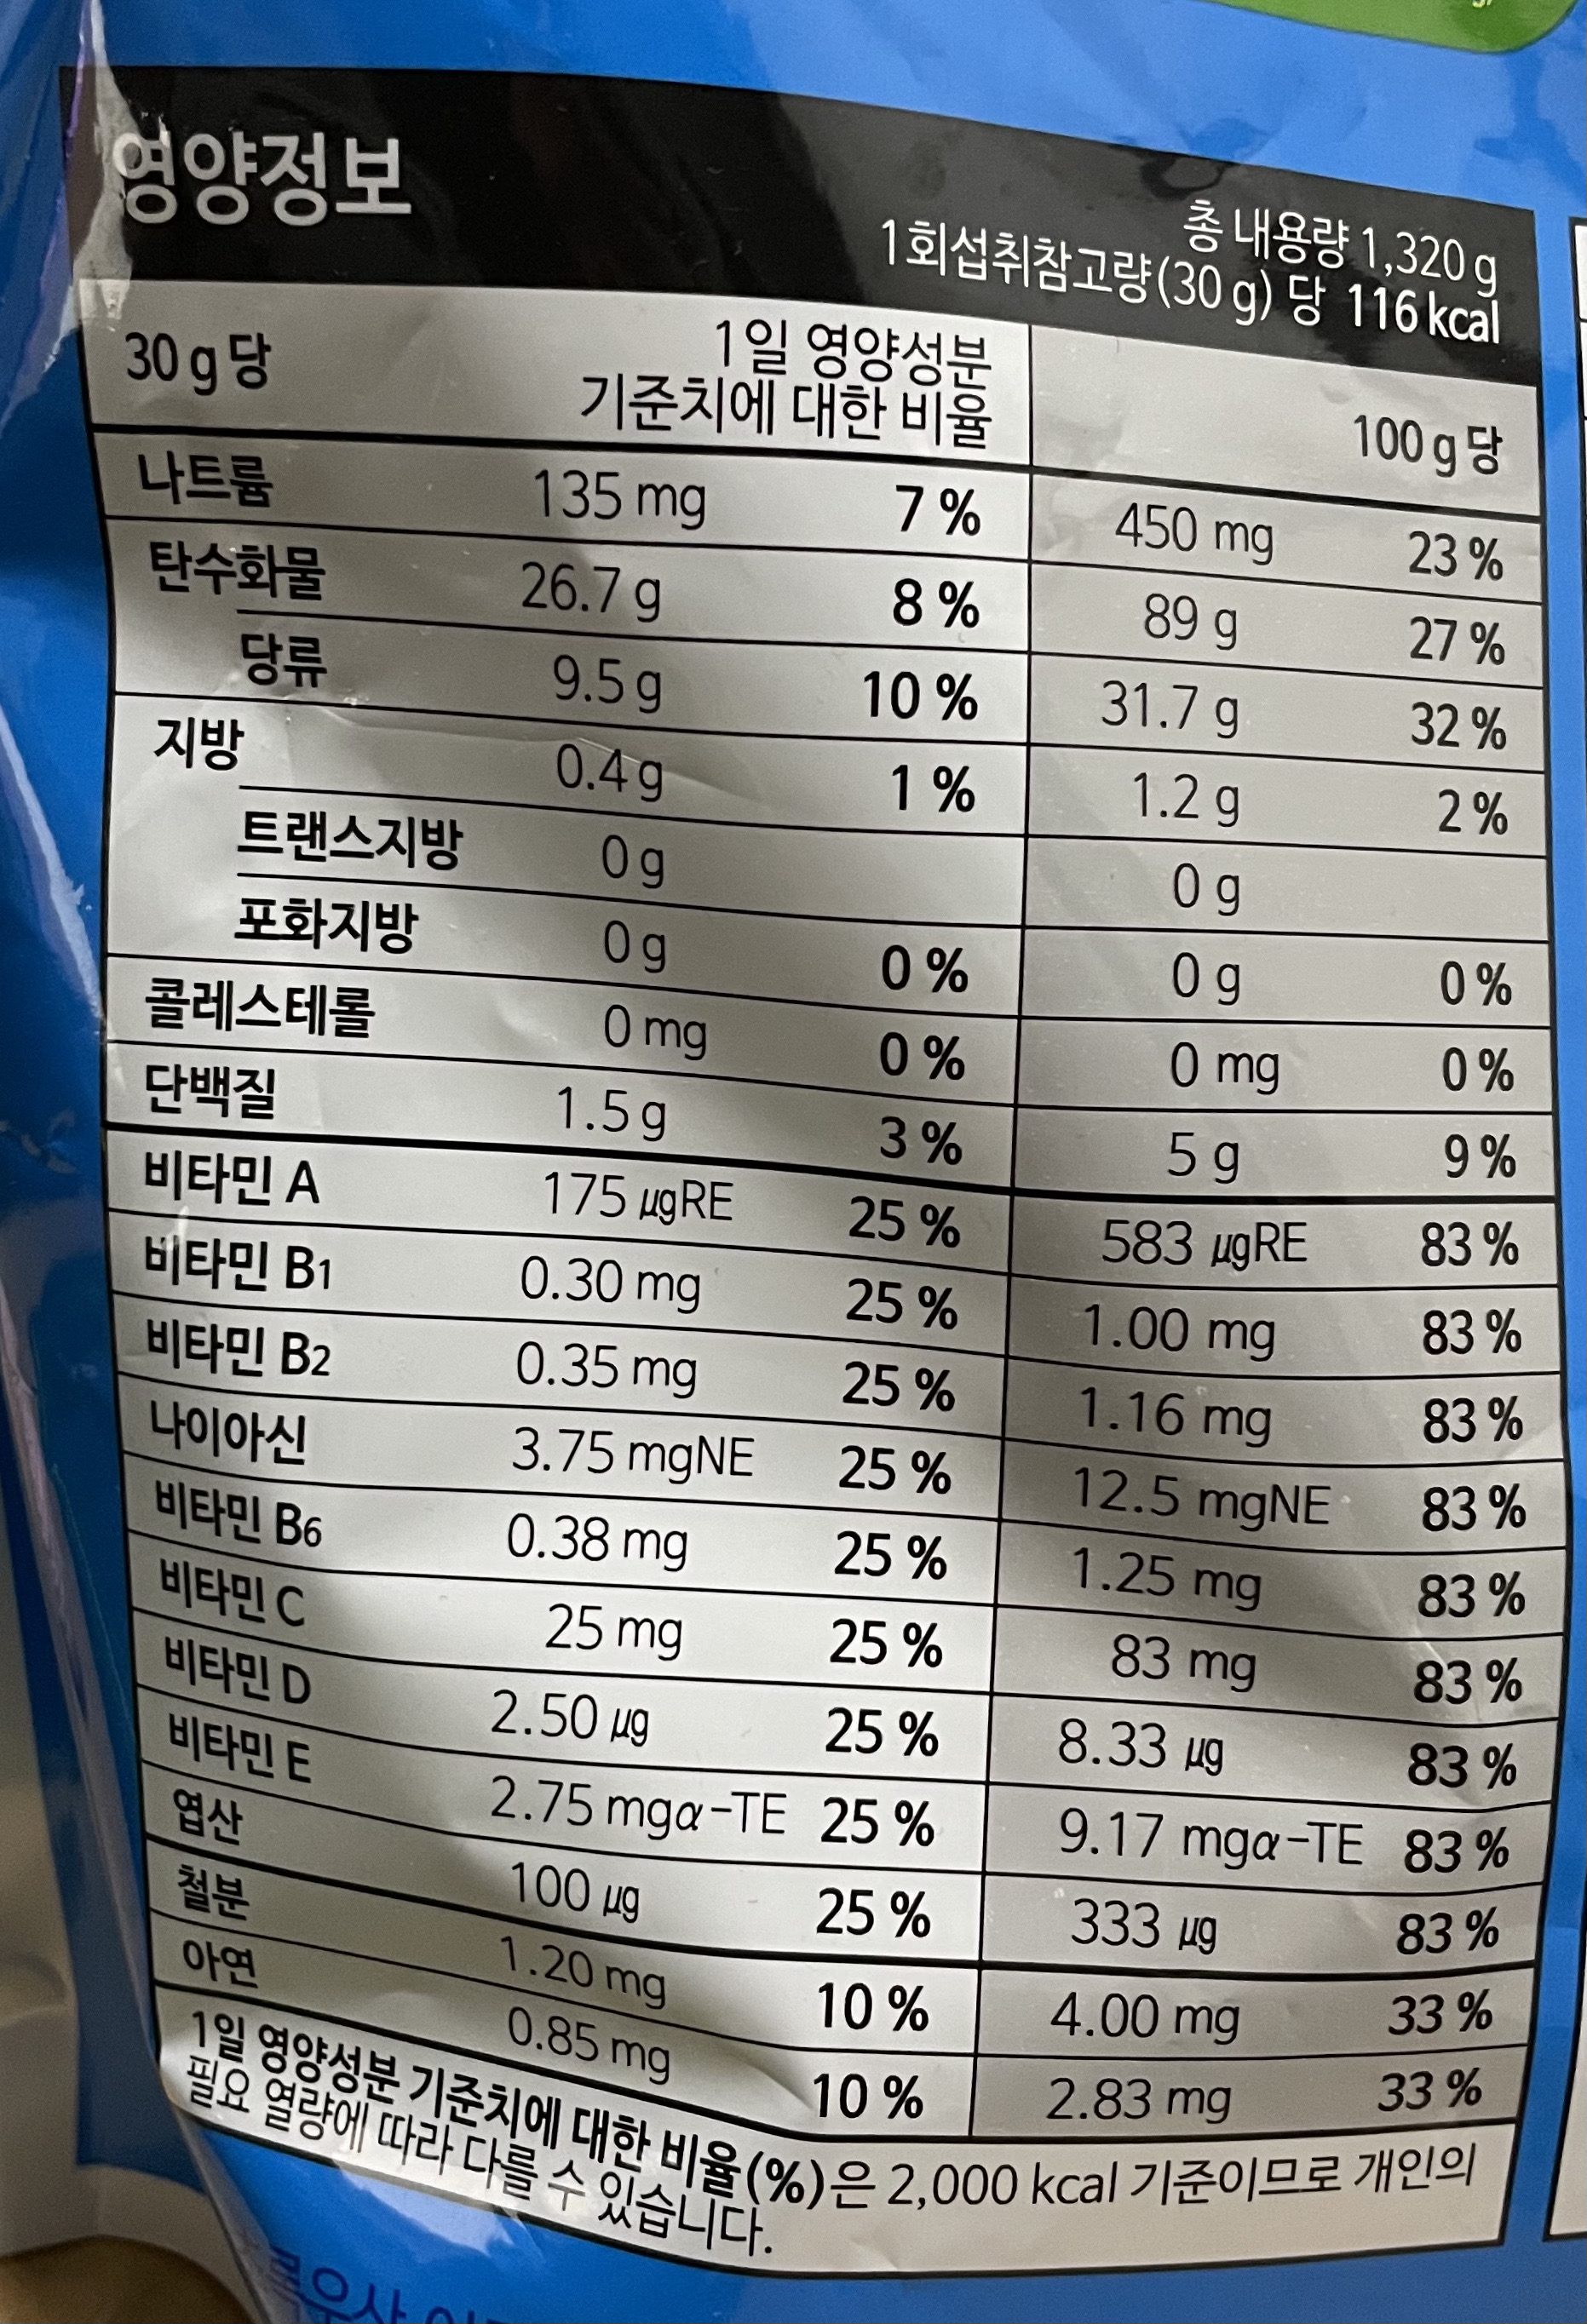 영양정보
총 내용량 1,320 g
1회섭취참고량(30 g) 당 116 kcal
30 g 당 1일 영양성분 기준치에 대한 비율 100 g 당
나트륨 135 mg 7 % 450 mg 23 %
탄수화물 26.7 g 8 % 89 g 27 %
당류 9.5 g 10 % 31.7 g 32 %
지방 0.4 g 1 % 1.2 g 2 %
트랜스지방 0 g 0 g
포화지방 0 g 0 % 0 g 0 %
콜레스테롤 0 mg 0 % 0 mg 0 %
단백질 1.5 g 3 % 5 g 9 %
비타민 A 175 μgRE 25 % 583 μgRE 83 %
비타민 B1 0.30 mg 25 % 1.00 mg 83 %
비타민 B2 0.35 mg 25 % 1.16 mg 83 %
나이아신 3.75 mgNE 25 % 12.5 mgNE 83 %
비타민 B6 0.38 mg 25 % 1.25 mg 83 %
비타민 C 25 mg 25 % 83 mg 83 %
비타민 D 2.50 μg 25 % 8.33 μg 83 %
비타민 E 2.75 mgα-TE 25 % 9.17 mgα-TE 83 %
엽산 100 μg 25 % 333 μg 83 %
철분 1.20 mg 10 % 4.00 mg 33 %
아연 0.85 mg 10 % 2.83 mg 33 %
1일 영양성분 기준치에 대한 비율(%)은 2,000 kcal 기준이므로 개인의
필요 열량에 따라 다를 수 있습니다.